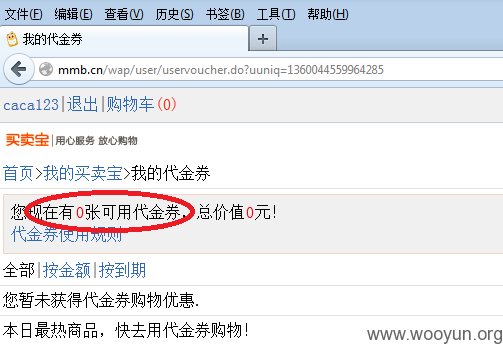 文件(F) 编辑(E) 查看(V) 历史(S) 书签(B) 工具(T) 帮助(H)
我的代金券
mmb.cn/wap/user/uservoucher.do?uuniq=1360044559964285
caca123|退出|购物车(0)
买卖宝 用心服务 放心购物
首页>我的买卖宝>我的代金券
您现在有0张可用代金券，总价值0元!
代金券使用规则
全部|按金额|按到期
您暂未获得代金券购物优惠.
本日最热商品，快去用代金券购物!
www.wooyun.org